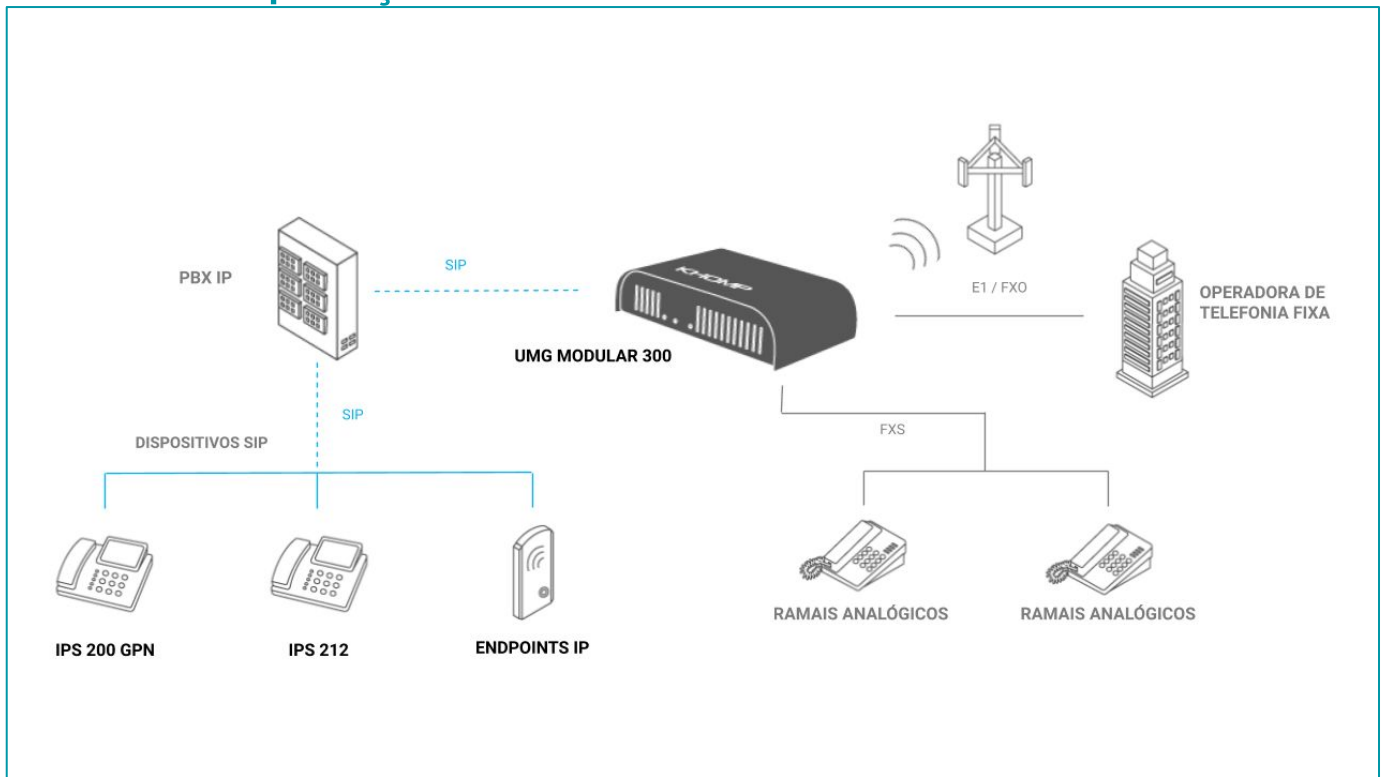 PBX IP
SIP
KHOMP
E1 / FXO
OPERADORA DE
TELEFONIA FIXA
UMG MODULAR 300
SIP
FXS
DISPOSITIVOS SIP
IPS 200 GPN
IPS 212
ENDPOINTS IP
RAMAIS ANALÓGICOS
RAMAIS ANALÓGICOS